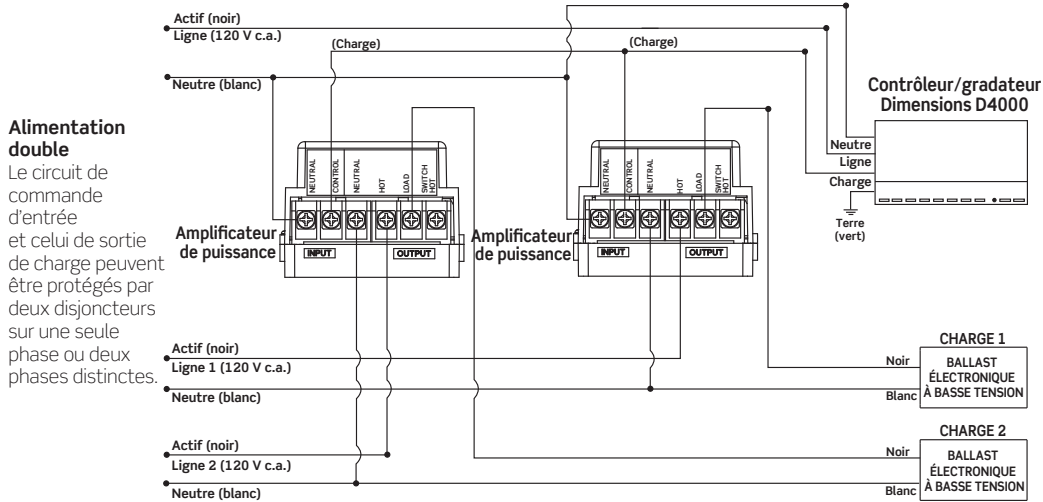 Actif (noir)
Ligne (120 V c.a.)
(Charge)
(Charge)
Neutre (blanc)
Contrôleur/gradateur
Dimensions D4000
Neutre
Ligne
Charge
Terre
(vert)
Alimentation
double
Le circuit de
commande
d'entrée
et celui de sortie
de charge peuvent
être protégés par
deux disjoncteurs
sur une seule
phase ou deux
phases distinctes.
NEUTRAL
CONTROL
NEUTRAL
HOT
LOAD
SWITCH
HOT
INPUT
OUTPUT
Amplificateur
de puissance
NEUTRAL
CONTROL
NEUTRAL
HOT
LOAD
SWITCH
HOT
INPUT
OUTPUT
Amplificateur
de puissance
Actif (noir)
Ligne 1 (120 V c.a.)
Neutre (blanc)
CHARGE 1
Noir
Blanc
BALLAST
ÉLECTRONIQUE
À BASSE TENSION
Actif (noir)
Ligne 2 (120 V c.a.)
Neutre (blanc)
CHARGE 2
Noir
Blanc
BALLAST
ÉLECTRONIQUE
À BASSE TENSION